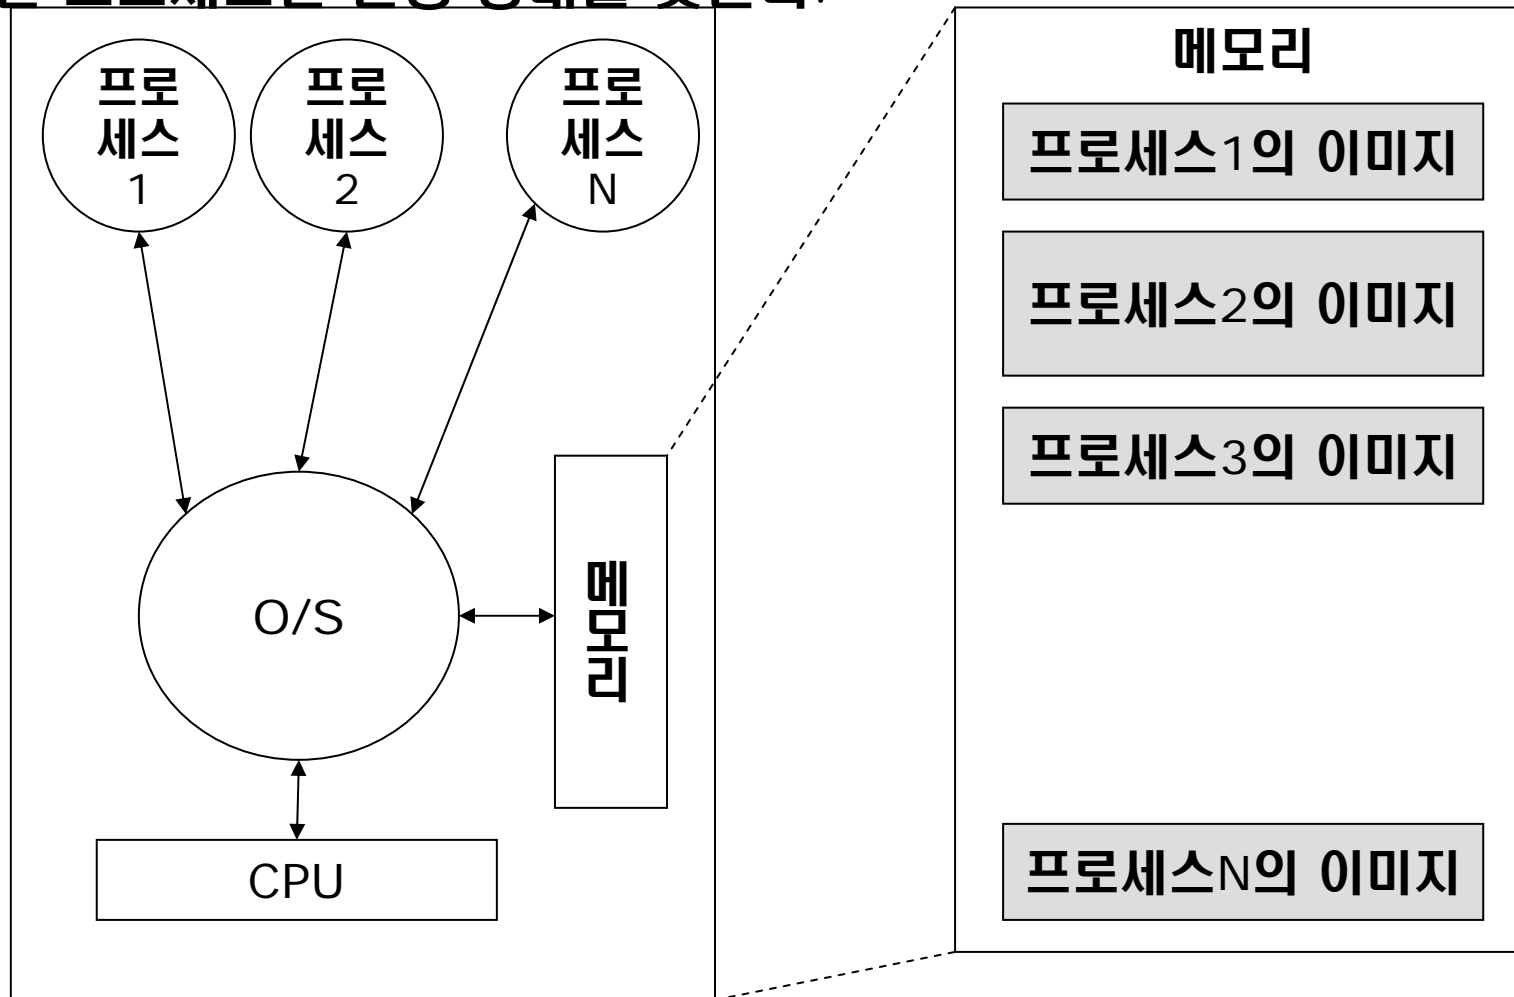 프로
세스
1
프로
세스
2
프로
세스
N
O/S
메모리
CPU
메모리
프로세스1의 이미지
프로세스2의 이미지
프로세스3의 이미지
프로세스N의 이미지